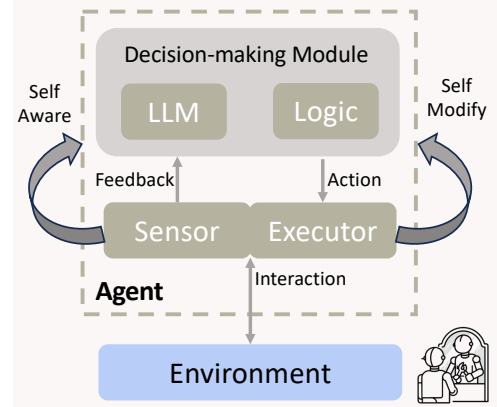 Decision-making Module
Self
Aware
LLM
Logic
Self
Modify
Feedback
Action
Sensor
Executor
Interaction
Agent
Environment